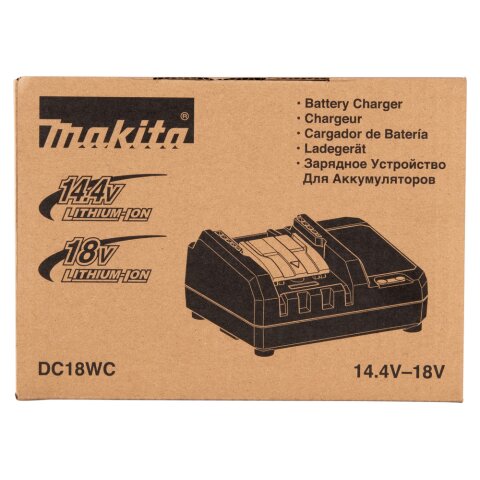 makita®
14.4V
LITHIUM-ION
18V
LITHIUM-ION
· Battery Charger
· Chargeur
· Cargador de Batería
· Ladegerät
· Зарядное Устройство
Для Аккумуляторов
DC18WC
14.4V–18V